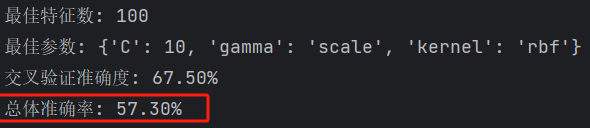 最佳特征数: 100
最佳参数: {'C': 10, 'gamma': 'scale', 'kernel': 'rbf'}
交叉验证准确度: 67.50%
总体准确率: 57.30%